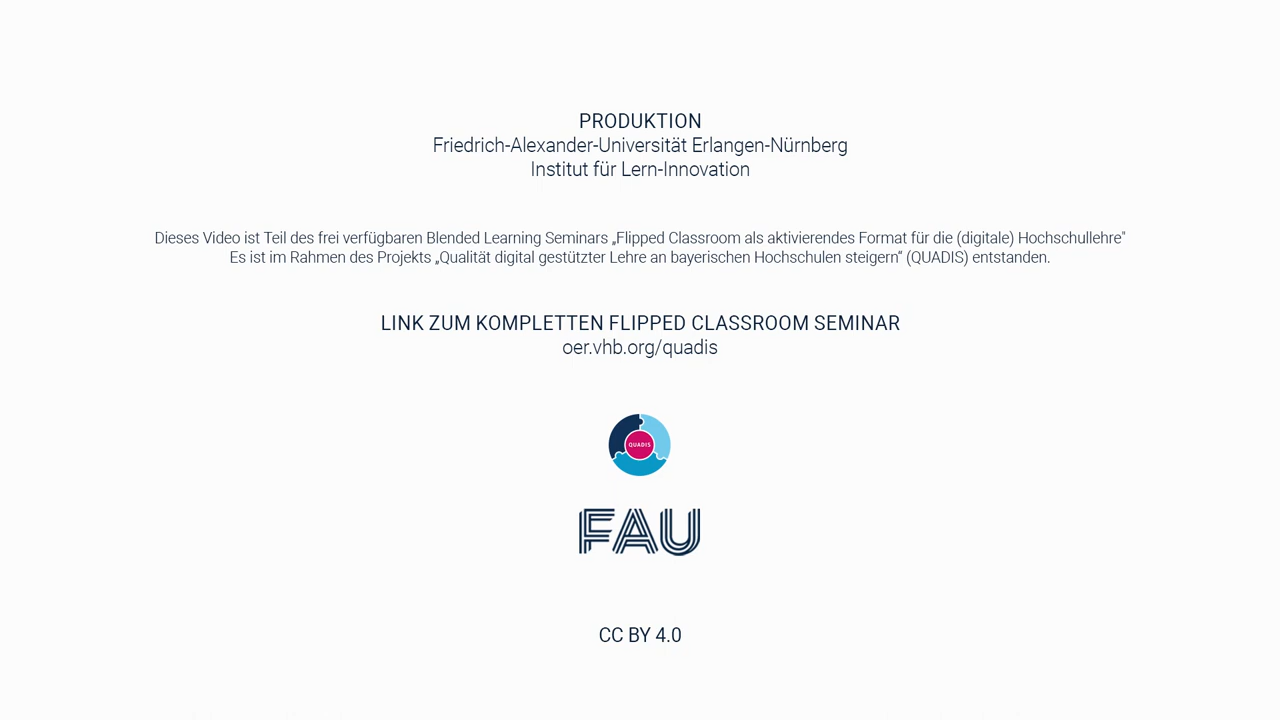 PRODUKTION
Friedrich-Alexander-Universität Erlangen-Nürnberg
Institut für Lern-Innovation
Dieses Video ist Teil des frei verfügbaren Blended Learning Seminars „Flipped Classroom als aktivierendes Format für die (digitale) Hochschullehre"
Es ist im Rahmen des Projekts „Qualität digital gestützter Lehre an bayerischen Hochschulen steigern“ (QUADIS) entstanden.
LINK ZUM KOMPLETTEN FLIPPED CLASSROOM SEMINAR
oer.vhb.org/quadis
QUADIS
FAU
CC BY 4.0